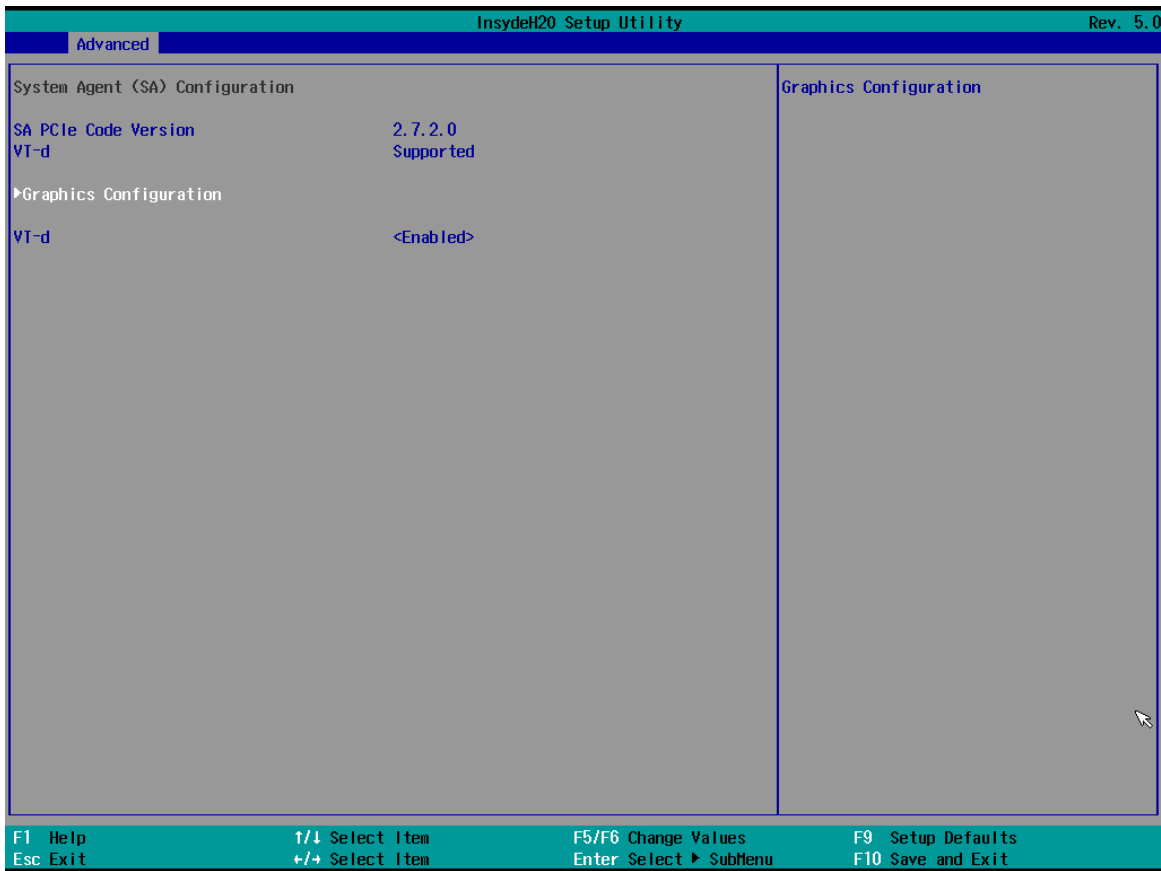 InsydeH20 Setup Utility Rev. 5.0
Advanced
System Agent (SA) Configuration
SA PCIe Code Version 2.7.2.0
VT-d Supported
▶Graphics Configuration
VT-d <Enabled>
Graphics Configuration
F1 Help ↑/↓ Select Item F5/F6 Change Values F9 Setup Defaults
Esc Exit ←/→ Select Item Enter Select ▶ SubMenu F10 Save and Exit